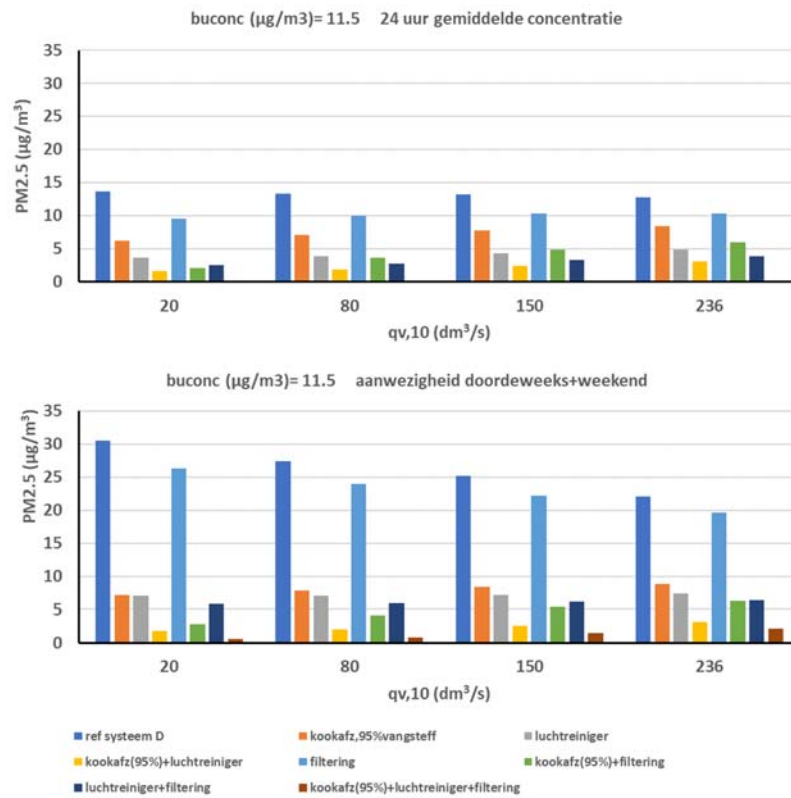 buconc (µg/m3)= 11.5 24 uur gemiddelde concentratie
PM2.5 (µg/m³)
35
30
25
20
15
10
5
0
20 80 150 236
qv,10 (dm³/s)
buconc (µg/m3)= 11.5 aanwezigheid doordeweeks+weekend
PM2.5 (µg/m³)
35
30
25
20
15
10
5
0
20 80 150 236
qv,10 (dm³/s)
ref systeem D kookafz,95%vangsteff luchtreiniger
kookafz(95%)+luchtreiniger filtering kookafz(95%)+filtering
luchtreiniger+filtering kookafz(95%)+luchtreiniger+filtering